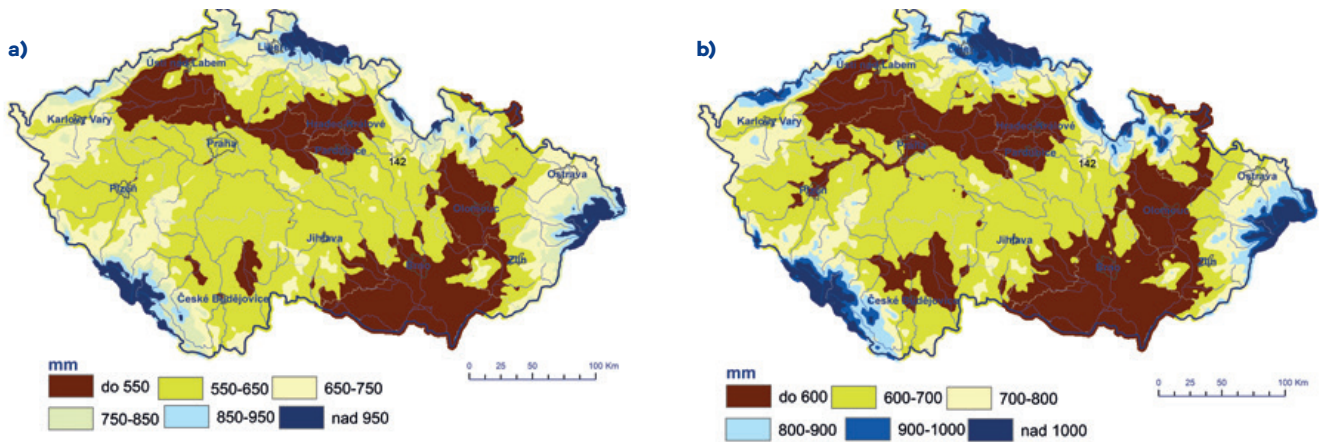 a)
Ústí nad Labem
Karlovy Vary
Hradec Králové
Praha
Pardubice
142
Plzeň
Ostrava
Olomouc
Jihlava
Brno
Zlín
České Budějovice
mm
do 550
550-650
650-750
750-850
850-950
nad 950
0 25 50 100 Km
b)
Ústí nad Labem
Karlovy Vary
Hradec Králové
Praha
Pardubice
142
Plzeň
Ostrava
Olomouc
Jihlava
Brno
Zlín
České Budějovice
mm
do 600
600-700
700-800
800-900
900-1000
nad 1000
0 25 50 100 Km